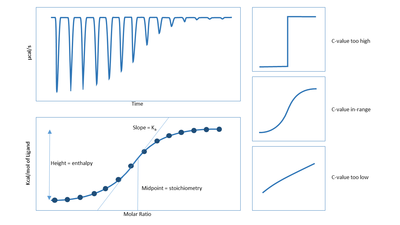 µcal/s
Time
Kcal/mol of Ligand
Slope = Ka
Height = enthalpy
Midpoint = stoichiometry
Molar Ratio
C-value too high
C-value in-range
C-value too low